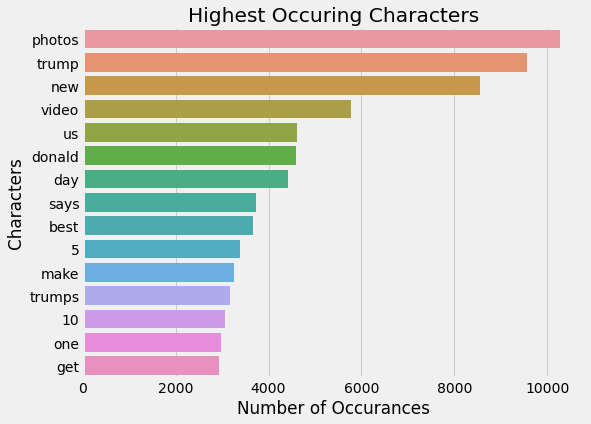 Highest Occuring Characters
photos
trump
new
video
us
donald
day
says
best
5
make
trumps
10
one
get
Characters
0 2000 4000 6000 8000 10000
Number of Occurances